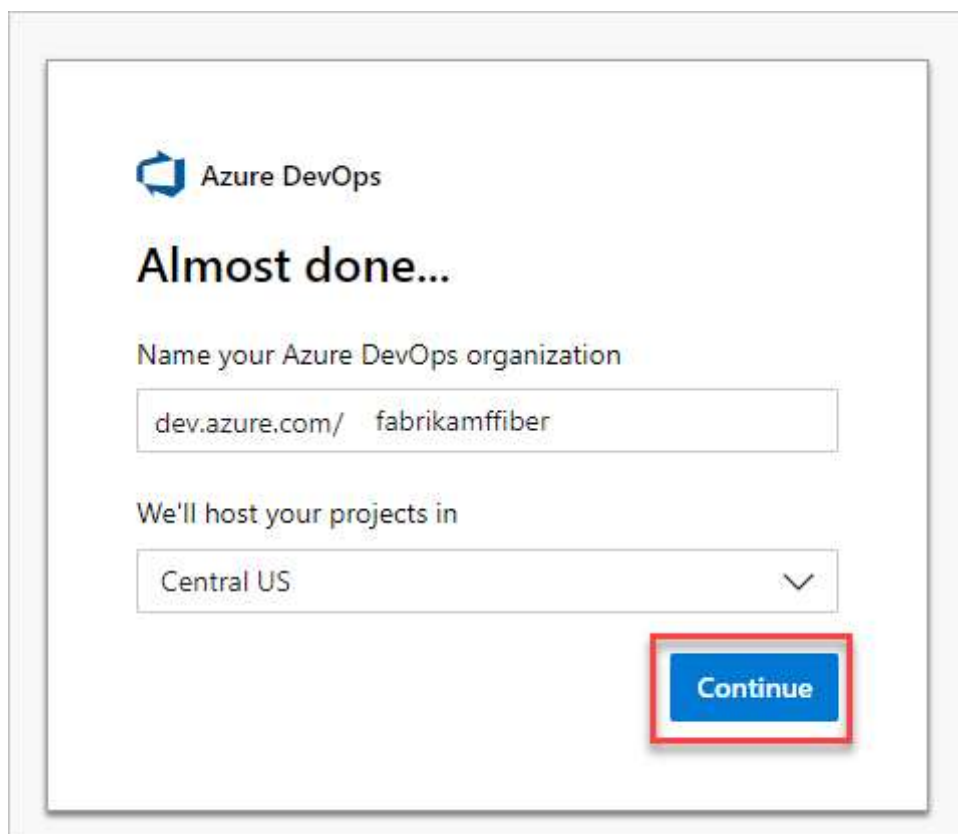 Azure DevOps
Almost done...
Name your Azure DevOps organization
dev.azure.com/ fabrikamffiber
We'll host your projects in
Central US
Continue